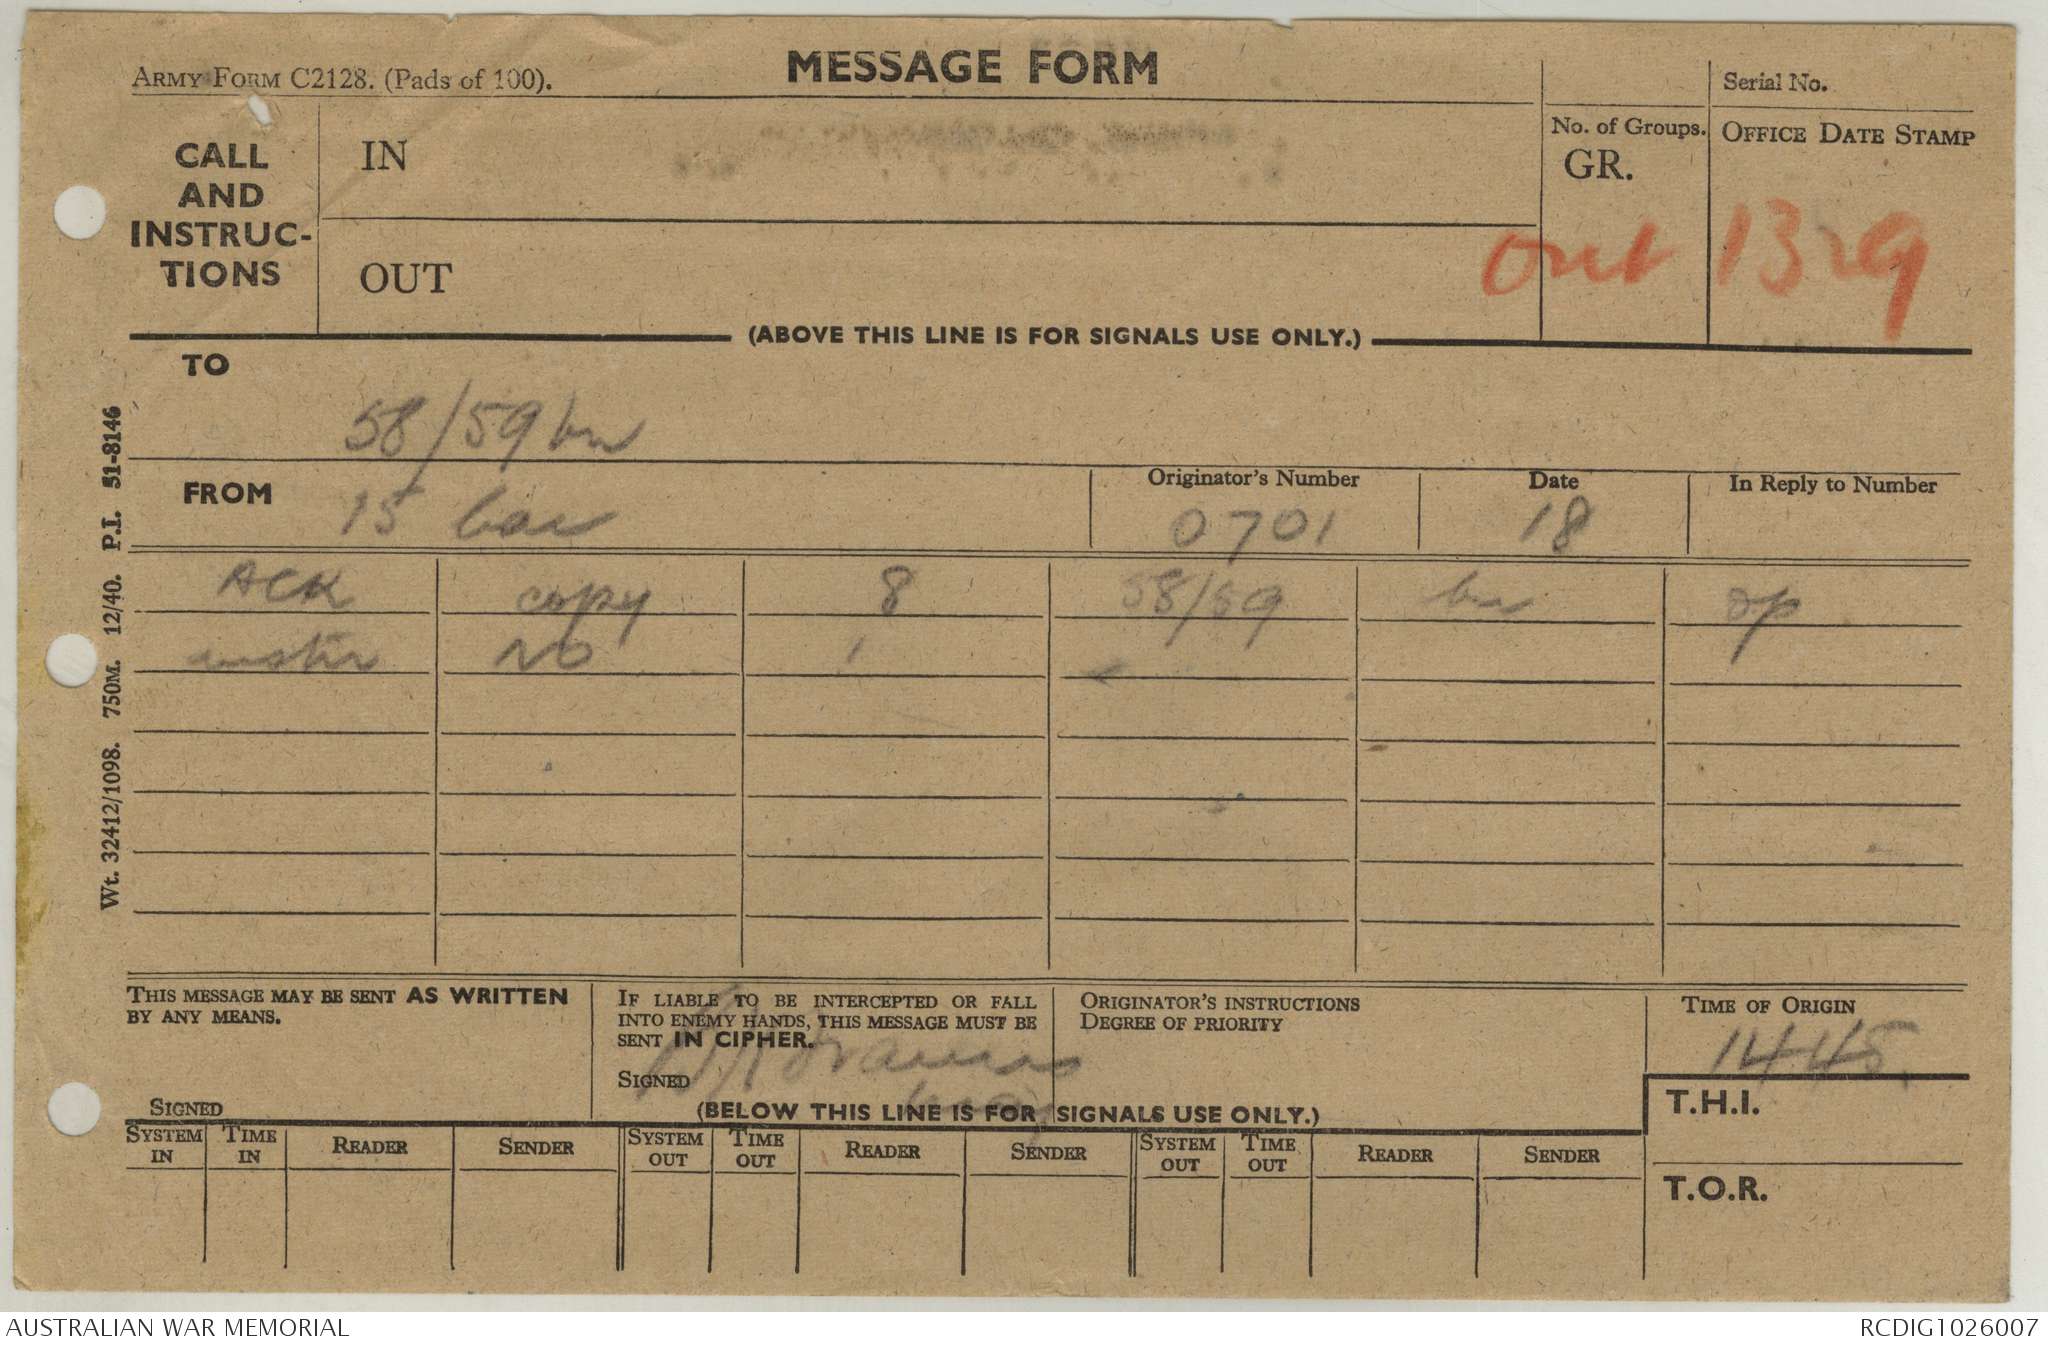 ARMY FORM C2128. (Pads of 100).
MESSAGE FORM
Serial No.
CALL AND INSTRUC-TIONS
IN
No. of Groups.
GR.
OFFICE DATE STAMP
OUT
out 1329
(ABOVE THIS LINE IS FOR SIGNALS USE ONLY.)
TO
58/59 bn
FROM
15 bde
Originator's Number
0701
Date
18
In Reply to Number
ACK copy 8 58/59 bn op
instn NO 1
Wt. 32412/1098. 750M. 12/40. P.I. 51-8146
THIS MESSAGE MAY BE SENT AS WRITTEN
BY ANY MEANS.
SIGNED
IF LIABLE TO BE INTERCEPTED OR FALL
INTO ENEMY HANDS, THIS MESSAGE MUST BE
SENT IN CIPHER.
SIGNED
ORIGINATOR'S INSTRUCTIONS
DEGREE OF PRIORITY
TIME OF ORIGIN
1445.
(BELOW THIS LINE IS FOR SIGNALS USE ONLY.)
T.H.I.
T.O.R.
SYSTEM IN TIME IN READER SENDER SYSTEM OUT TIME OUT READER SENDER SYSTEM OUT TIME OUT READER SENDER
AUSTRALIAN WAR MEMORIAL
RCDIG1026007